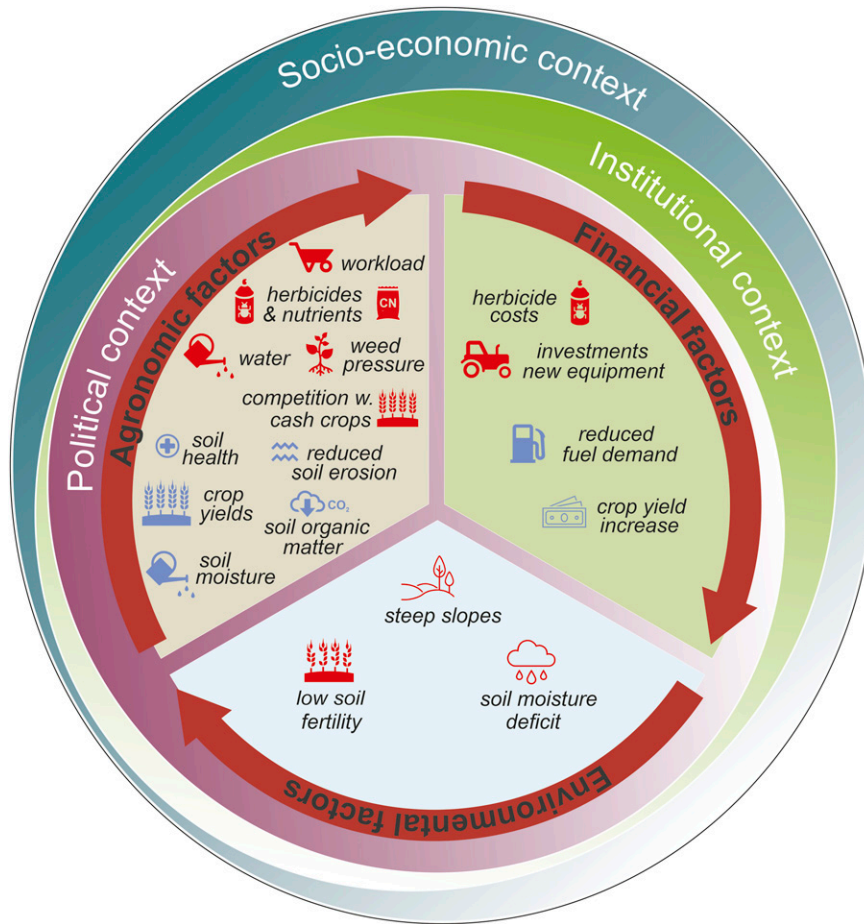 Socio-economic context
Institutional context
Political context
Agronomic factors
workload
herbicides
& nutrients
CN
water
weed
pressure
competition w.
cash crops
soil
health
reduced
soil erosion
crop
yields
CO₂
soil organic
matter
soil
moisture
Financial factors
herbicide
costs
investments
new equipment
reduced
fuel demand
crop yield
increase
Environmental factors
steep slopes
low soil
fertility
soil moisture
deficit